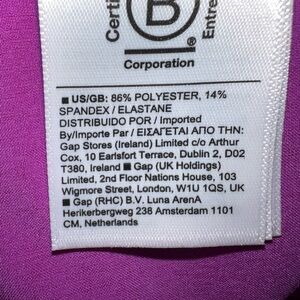 Certi
B
Entre
®
Corporation
■ US/GB: 86% POLYESTER, 14%
SPANDEX / ELASTANE
DISTRIBUIDO POR / Imported
By/Importe Par / ΕΙΣΑΓΕΤΑΙ ΑΠΟ ΤΗΝ:
Gap Stores (Ireland) Limited c/o Arthur
Cox, 10 Earlsfort Terrace, Dublin 2, D02
T380, Ireland ■ Gap (UK Holdings)
Limited, 2nd Floor Nations House, 103
Wigmore Street, London, W1U 1QS, UK
■ Gap (RHC) B.V. Luna ArenA
Herikerbergweg 238 Amsterdam 1101
CM, Netherlands